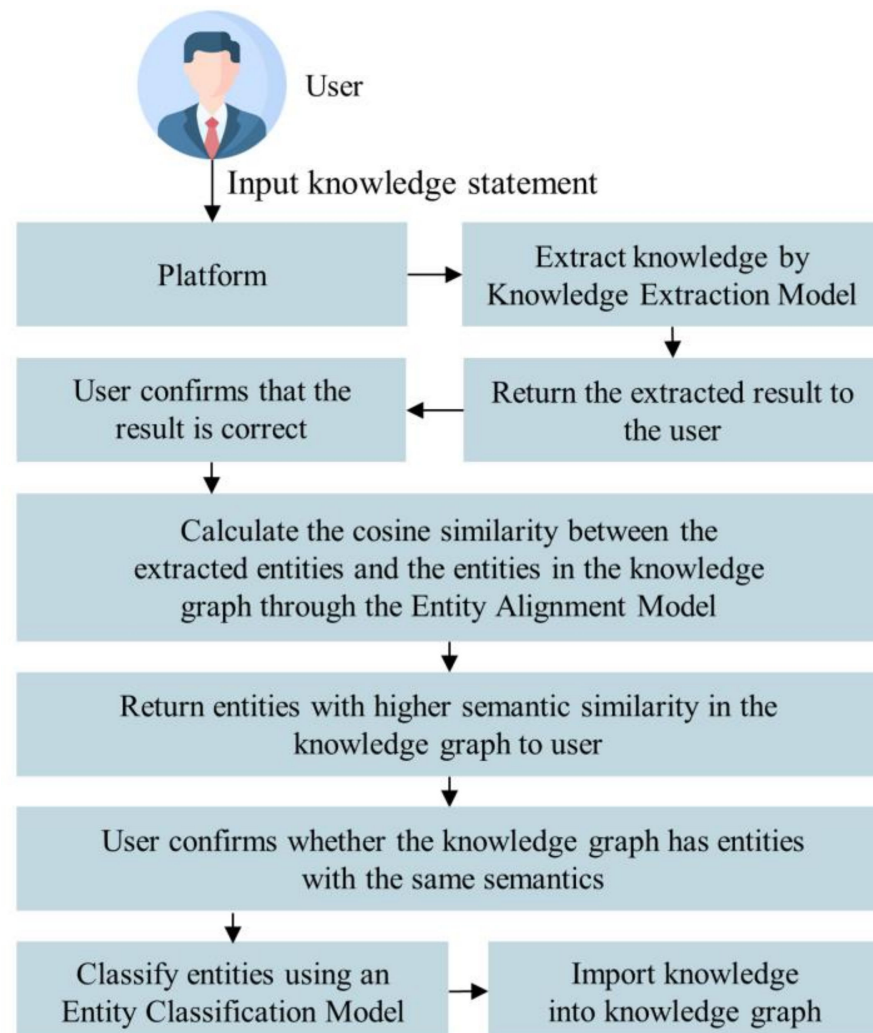 User
Input knowledge statement
Platform
Extract knowledge by
Knowledge Extraction Model
Return the extracted result to
the user
User confirms that the
result is correct
Calculate the cosine similarity between the
extracted entities and the entities in the knowledge
graph through the Entity Alignment Model
Return entities with higher semantic similarity in the
knowledge graph to user
User confirms whether the knowledge graph has entities
with the same semantics
Classify entities using an
Entity Classification Model
Import knowledge
into knowledge graph